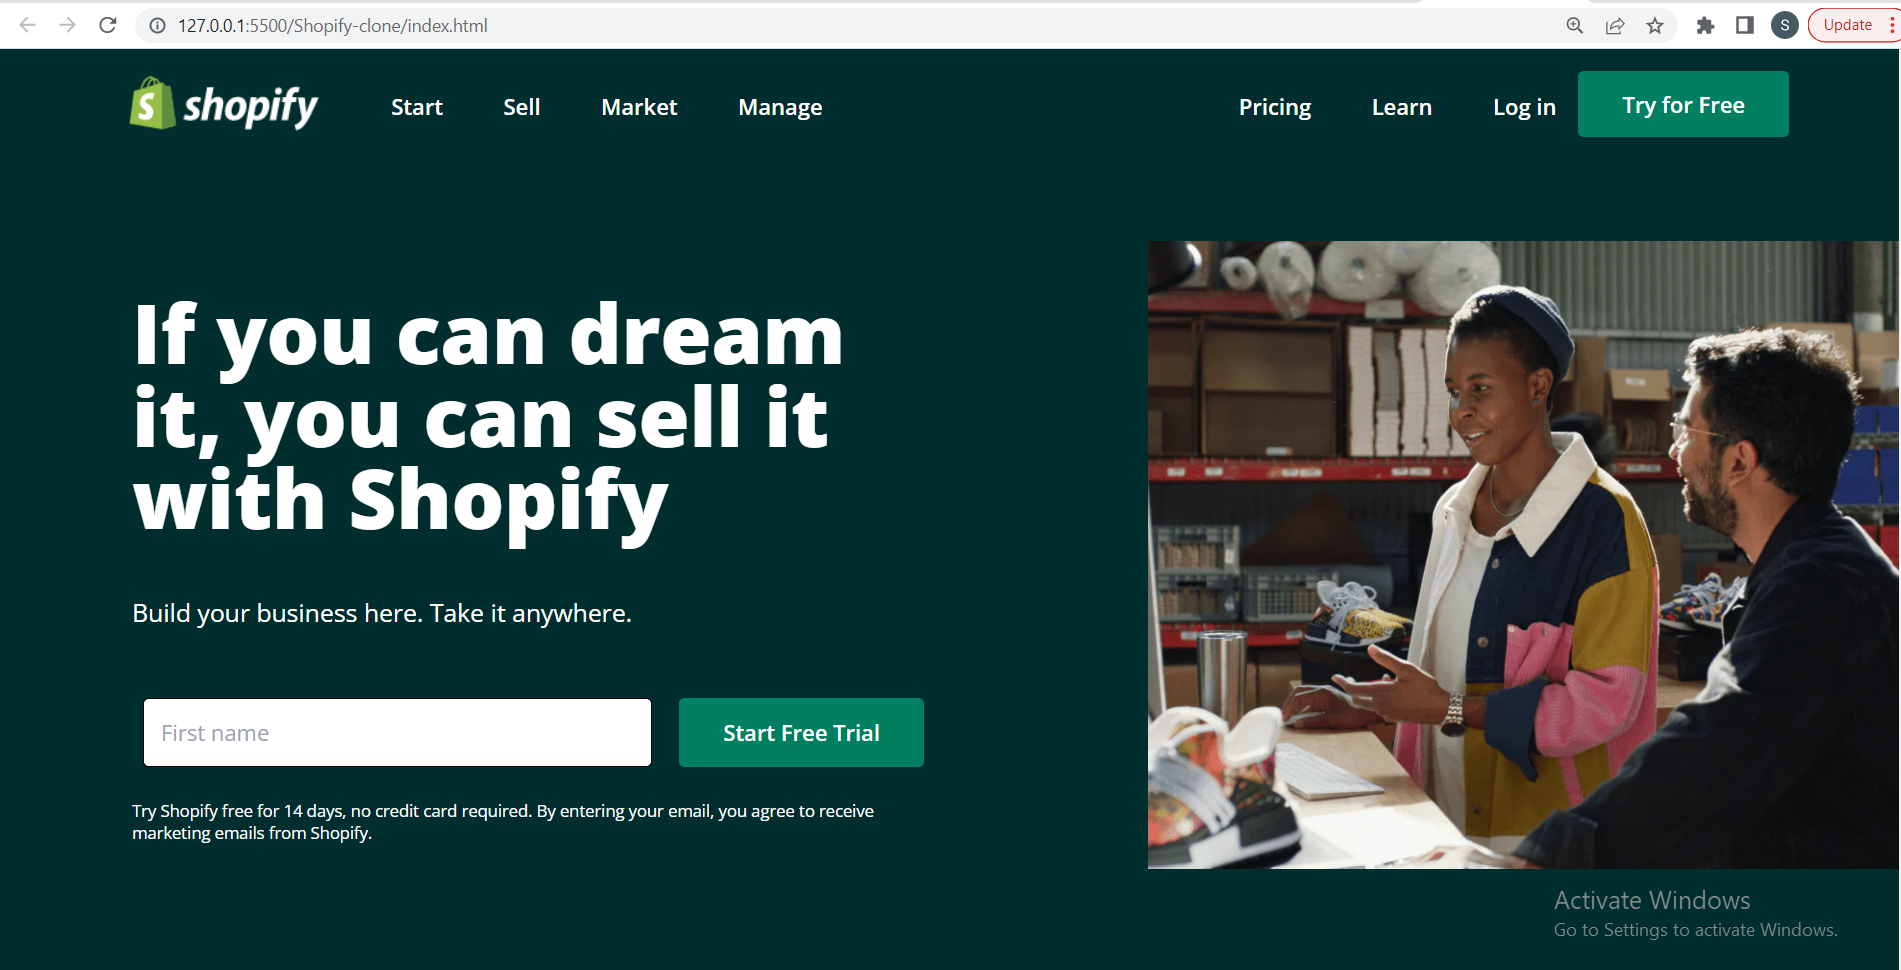 127.0.0.1:5500/Shopify-clone/index.html
S
Update
S shopify
Start Sell Market Manage
Pricing Learn Log in Try for Free
If you can dream
it, you can sell it
with Shopify
Build your business here. Take it anywhere.
First name
Start Free Trial
Try Shopify free for 14 days, no credit card required. By entering your email, you agree to receive
marketing emails from Shopify.
Activate Windows
Go to Settings to activate Windows.